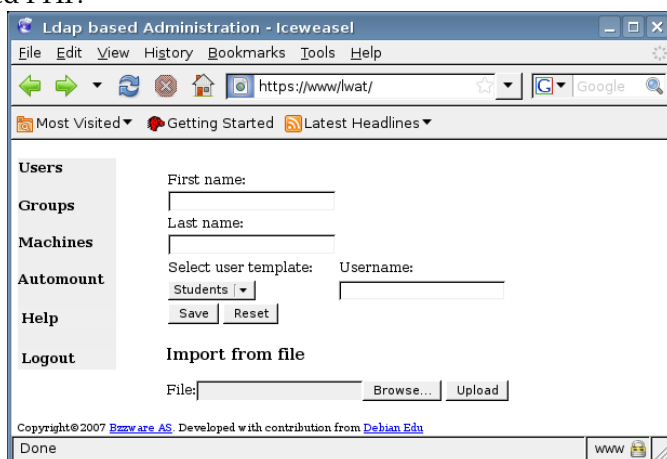 Ldap based Administration - Iceweasel
File Edit View History Bookmarks Tools Help
https://www/lwat/ G Google
Most Visited Getting Started Latest Headlines
Users
Groups
Machines
Automount
Help
Logout
First name:
Last name:
Select user template: Username:
Students
Save Reset
Import from file
File: Browse... Upload
Copyright©2007 Bzzware AS. Developed with contribution from Debian Edu
Done www